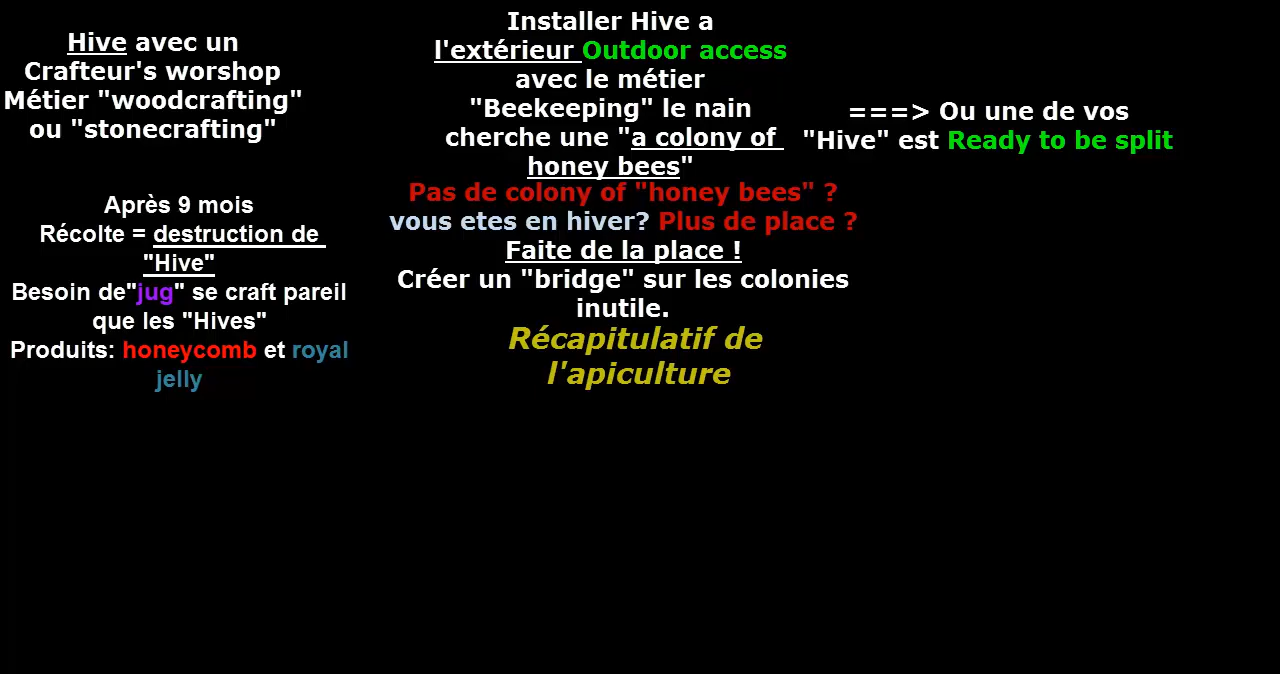 Hive avec un
Crafteur's worshop
Métier "woodcrafting"
ou "stonecrafting"
Installer Hive a
l'extérieur Outdoor access
avec le métier
"Beekeeping" le nain
cherche une "a colony of
honey bees"
===> Ou une de vos
"Hive" est Ready to be split
Pas de colony of "honey bees" ?
vous etes en hiver? Plus de place ?
Faite de la place !
Créer un "bridge" sur les colonies
inutile.
Après 9 mois
Récolte = destruction de
"Hive"
Besoin de"jug" se craft pareil
que les "Hives"
Produits: honeycomb et royal
jelly
Récapitulatif de
l'apiculture